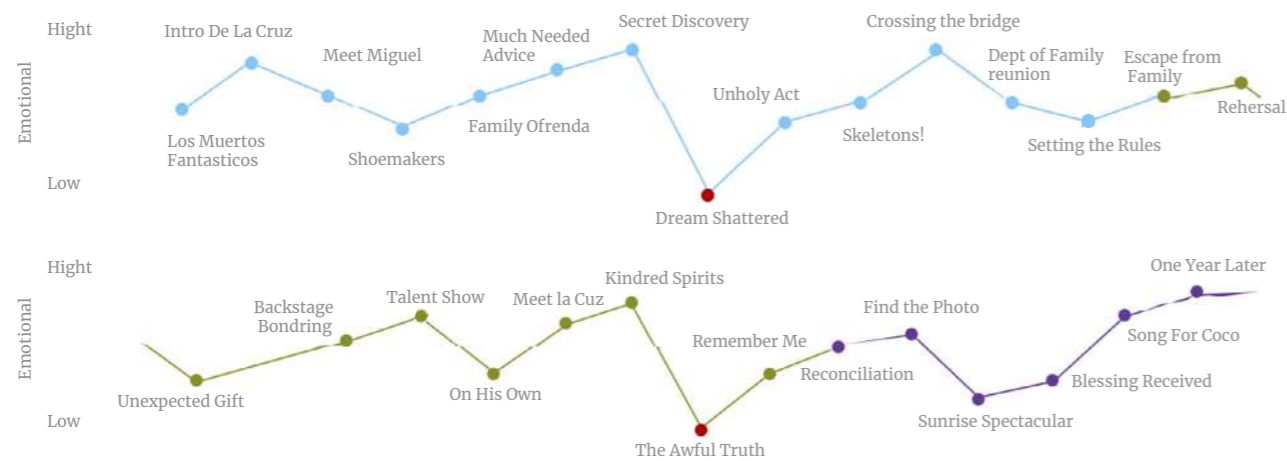 Hight
Emotional
Low
Intro De La Cruz
Los Muertos
Fantasticos
Meet Miguel
Shoemakers
Family Ofrenda
Much Needed
Advice
Secret Discovery
Dream Shattered
Unholy Act
Skeletons!
Crossing the bridge
Dept of Family
reunion
Setting the Rules
Escape from
Family
Rehersal
Hight
Emotional
Low
Unexpected Gift
Backstage
Bondring
Talent Show
On His Own
Meet la Cuz
Kindred Spirits
The Awful Truth
Remember Me
Reconciliation
Find the Photo
Sunrise Spectacular
Blessing Received
Song For Coco
One Year Later